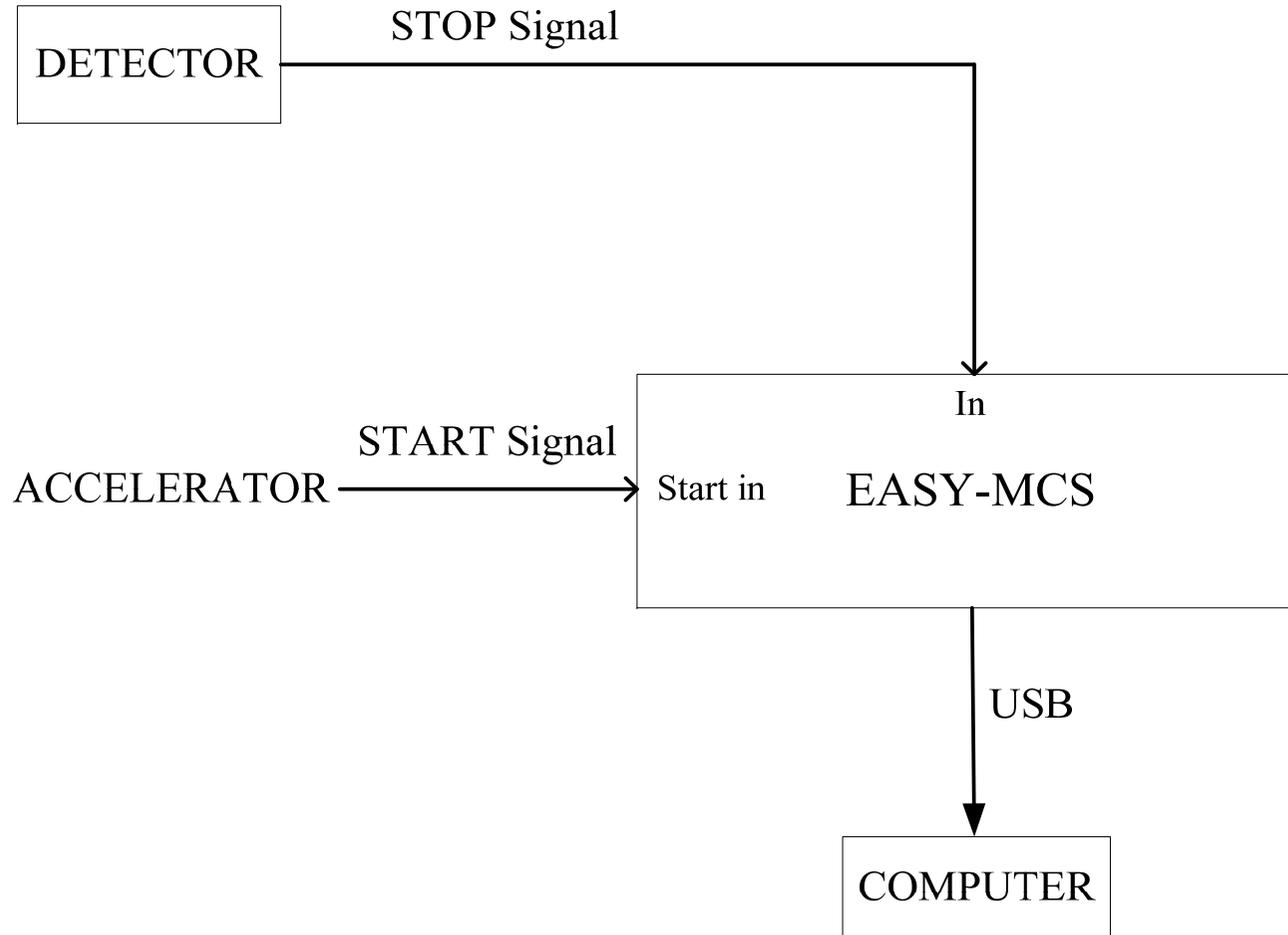 STOP Signal
DETECTOR
In
START Signal
ACCELERATOR
Start in
EASY-MCS
USB
COMPUTER